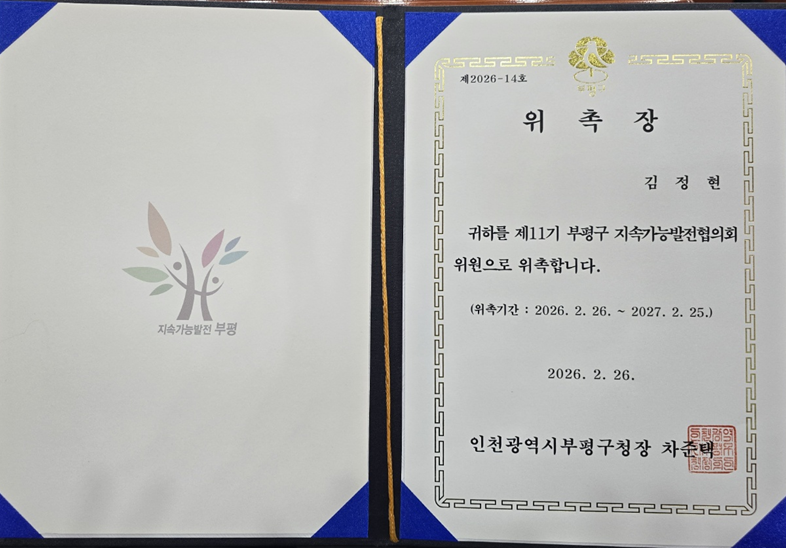 지속가능발전 부평
제2026-14호
위 촉 장
김 정 현
귀하를 제11기 부평구 지속가능발전협의회
위원으로 위촉합니다.
(위촉기간 : 2026. 2. 26. ~ 2027. 2. 25.)
2026. 2. 26.
인천광역시부평구청장 차준택